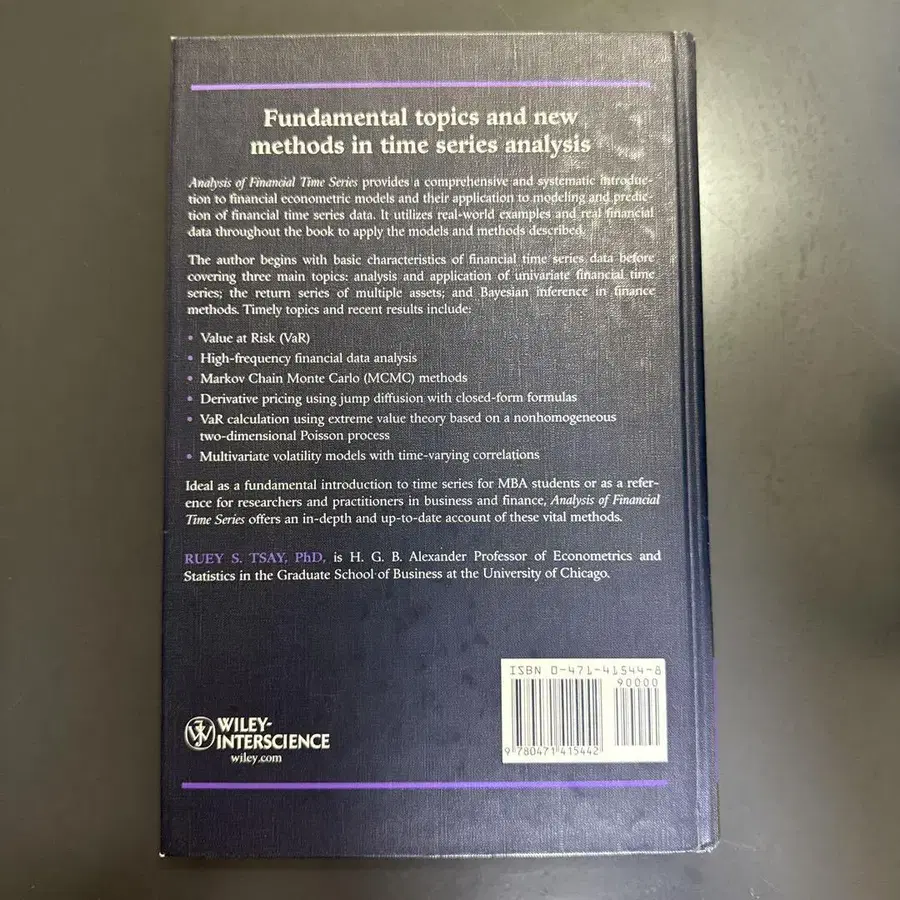 Fundamental topics and new
methods in time series analysis
Analysis of Financial Time Series provides a comprehensive and systematic introduc-
tion to financial econometric models and their application to modeling and predic-
tion of financial time series data. It utilizes real-world examples and real financial
data throughout the book to apply the models and methods described.
The author begins with basic characteristics of financial time series data before
covering three main topics: analysis and application of univariate financial time
series; the return series of multiple assets; and Bayesian inference in finance
methods. Timely topics and recent results include:
• Value at Risk (VaR)
• High-frequency financial data analysis
• Markov Chain Monte Carlo (MCMC) methods
• Derivative pricing using jump diffusion with closed-form formulas
• VaR calculation using extreme value theory based on a nonhomogeneous
two-dimensional Poisson process
• Multivariate volatility models with time-varying correlations
Ideal as a fundamental introduction to time series for MBA students or as a refer-
ence for researchers and practitioners in business and finance, Analysis of Financial
Time Series offers an in-depth and up-to-date account of these vital methods.
RUEY S. TSAY, PhD, is H. G. B. Alexander Professor of Econometrics and
Statistics in the Graduate School of Business at the University of Chicago.
ISBN 0-471-41544-8
90000
9 780471 415442
WILEY-
INTERSCIENCE
wiley.com